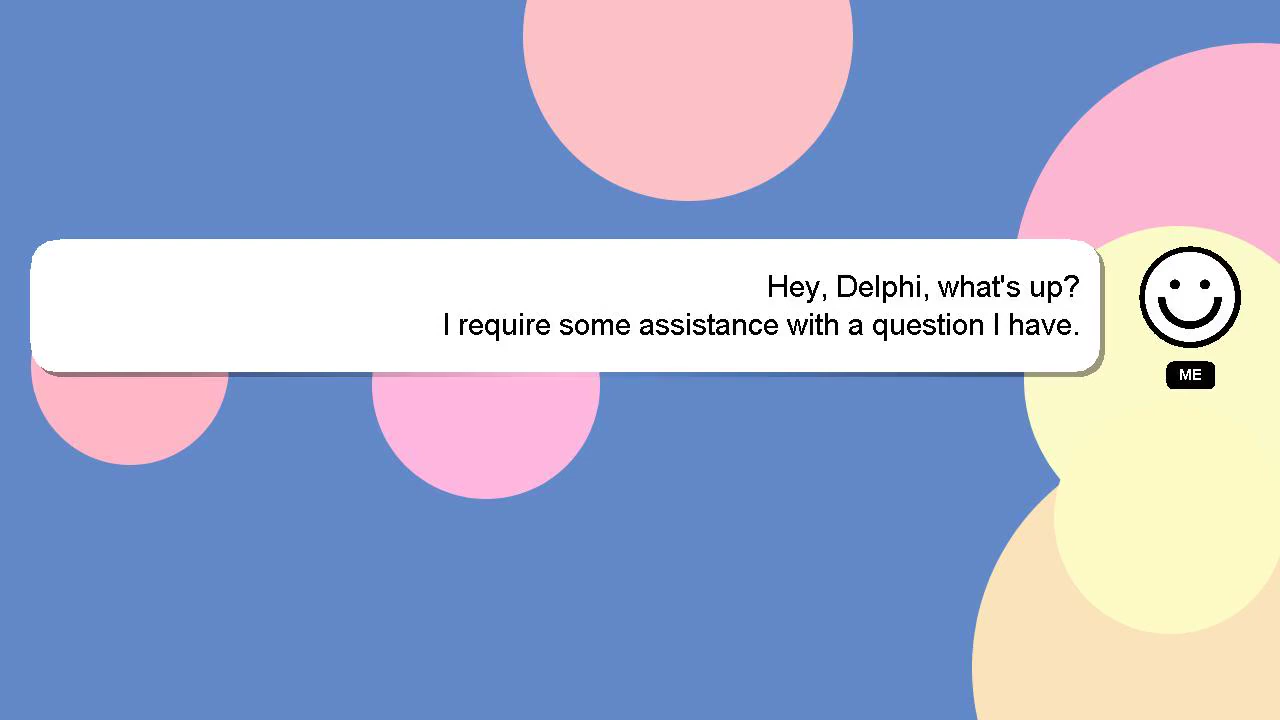 Hey, Delphi, what's up?
I require some assistance with a question I have.
ME